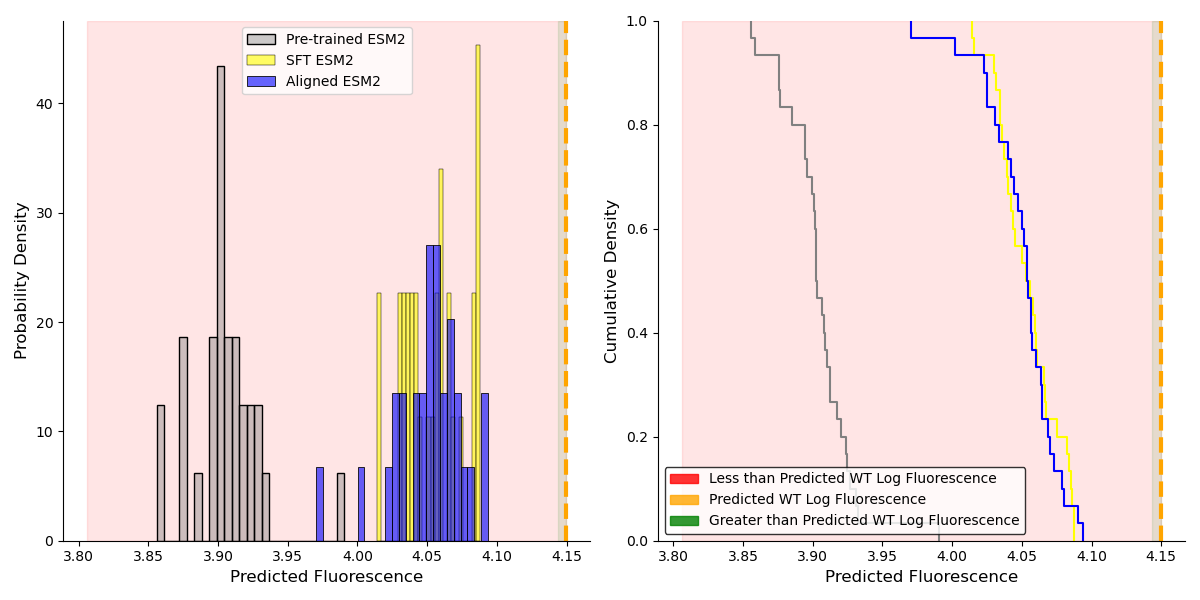 Probability Density
40
30
20
10
0
Pre-trained ESM2
SFT ESM2
Aligned ESM2
3.80 3.85 3.90 3.95 4.00 4.05 4.10 4.15
Predicted Fluorescence
Cumulative Density
1.0
0.8
0.6
0.4
0.2
0.0
Less than Predicted WT Log Fluorescence
Predicted WT Log Fluorescence
Greater than Predicted WT Log Fluorescence
3.80 3.85 3.90 3.95 4.00 4.05 4.10 4.15
Predicted Fluorescence